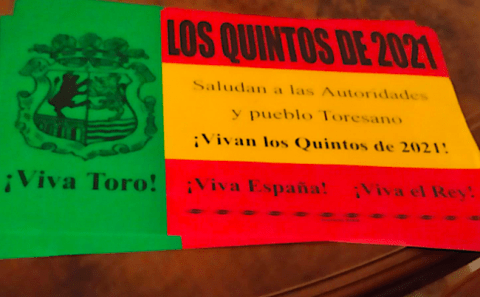 LOS QUINTOS DE 2021
Saludan a las Autoridades
y pueblo Toresano
¡Vivan los Quintos de 2021!
¡Viva Toro!
¡Viva España! ¡Viva el Rey!